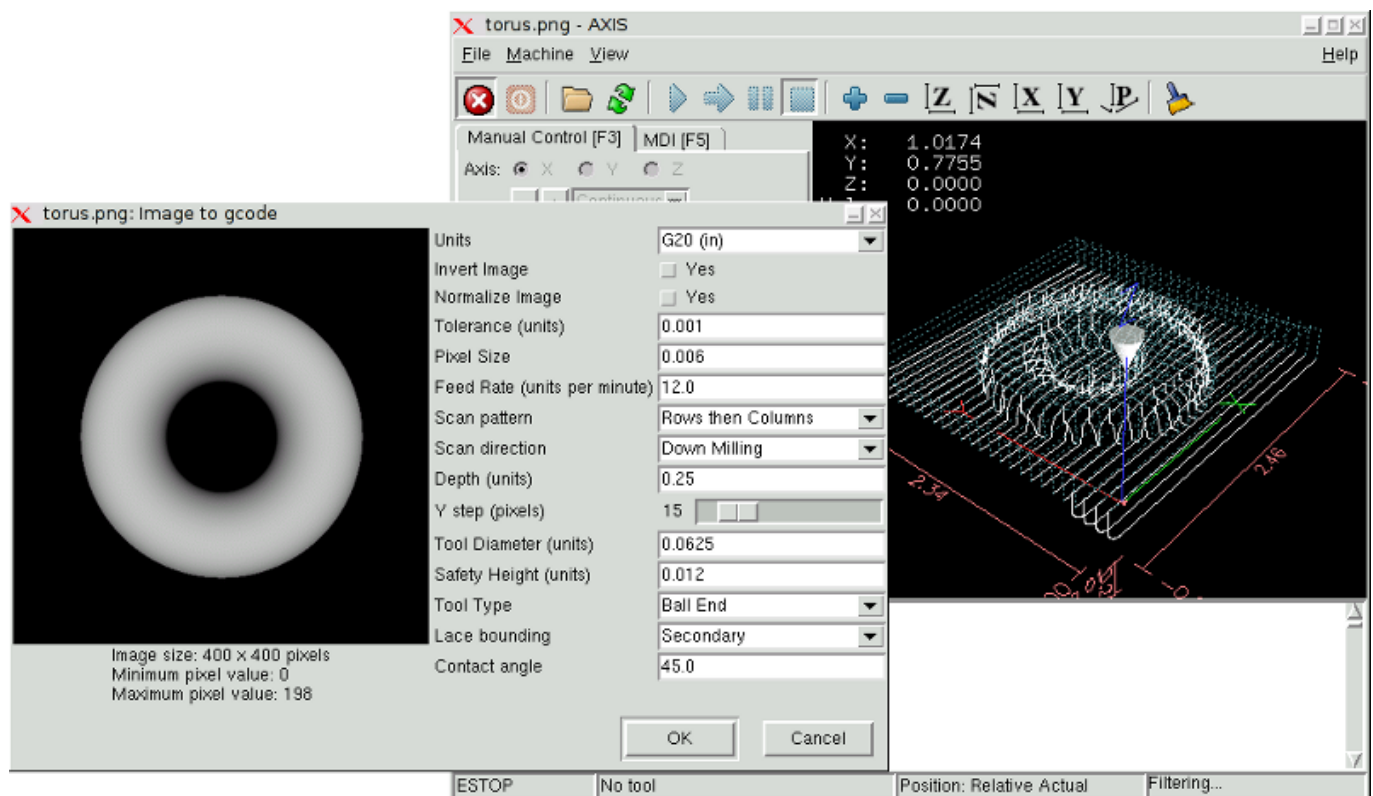 torus.png - AXIS
File Machine View Help
Z N X Y P
Manual Control [F3] MDI [F5]
Axis: X Y Z
Continuous
X: 1.0174
Y: 0.7755
Z: 0.0000
0.0000
2.34
2.46
torus.png: Image to gcode
Units G20 (in)
Invert Image Yes
Normalize Image Yes
Tolerance (units) 0.001
Pixel Size 0.006
Feed Rate (units per minute) 12.0
Scan pattern Rows then Columns
Scan direction Down Milling
Depth (units) 0.25
Y step (pixels) 15
Tool Diameter (units) 0.0625
Safety Height (units) 0.012
Tool Type Ball End
Lace bounding Secondary
Contact angle 45.0
Image size: 400 x 400 pixels
Minimum pixel value: 0
Maximum pixel value: 198
OK Cancel
ESTOP No tool Position: Relative Actual Filtering...